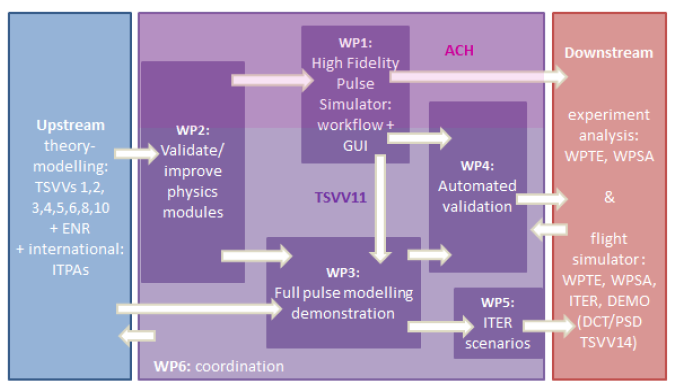 Upstream
theory-
modelling:
TSVVs 1,2,
3,4,5,6,8,10
+ ENR
+ international:
ITPAs
WP2:
Validate/
improve
physics
modules
WP1:
High Fidelity
Pulse
Simulator:
workflow +
GUI
ACH
TSVV11
WP3:
Full pulse modelling
demonstration
WP4:
Automated
validation
WP5:
ITER
scenarios
WP6: coordination
Downstream
experiment
analysis:
WPTE, WPSA
&
flight
simulator:
WPTE, WPSA,
ITER, DEMO
(DCT/PSD
TSVV14)